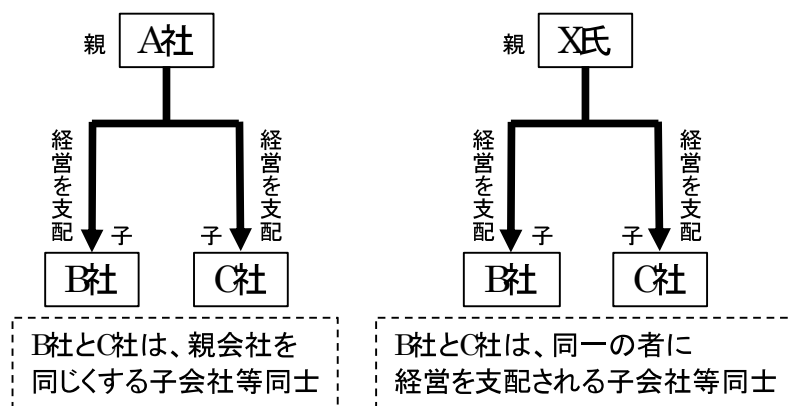 親
A社
経営を支配
経営を支配
子
子
B社
C社
B社とC社は、親会社を
同じくする子会社等同士
親
X氏
経営を支配
経営を支配
子
子
B社
C社
B社とC社は、同一の者に
経営を支配される子会社等同士